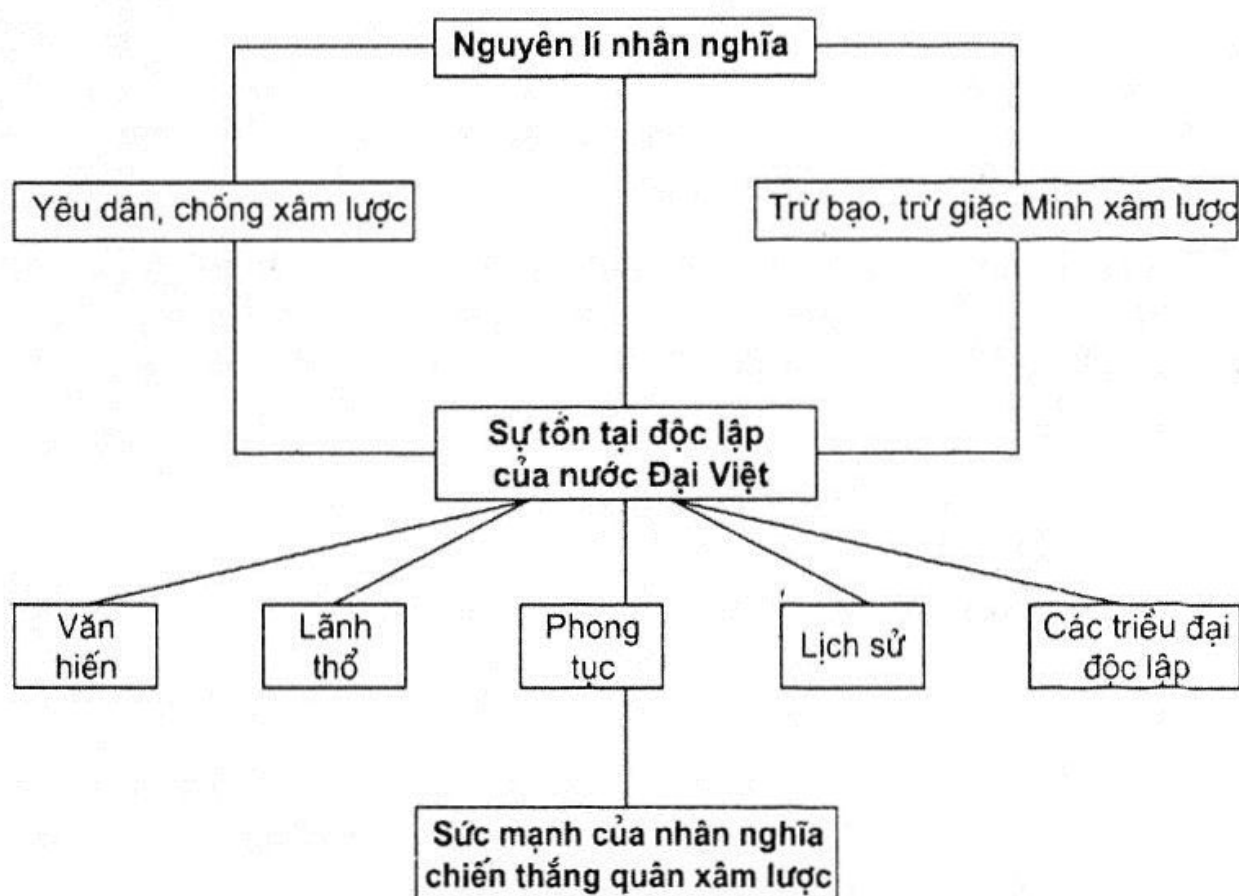 Nguyên lí nhân nghĩa
Yêu dân, chống xâm lược
Trừ bạo, trừ giặc Minh xâm lược
Sự tồn tại độc lập
của nước Đại Việt
Văn
hiến
Lãnh
thổ
Phong
tục
Lịch sử
Các triều đại
độc lập
Sức mạnh của nhân nghĩa
chiến thắng quân xâm lược